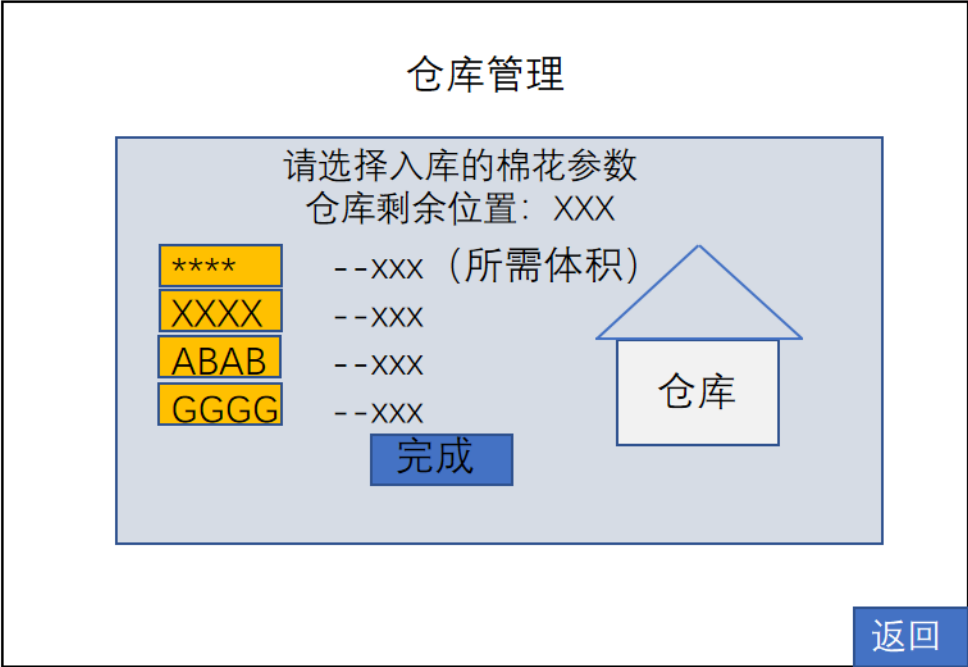 仓库管理
请选择入库的棉花参数
仓库剩余位置：XXX
**** --xxx（所需体积）
XXXX --xxx
ABAB --xxx
GGGG --xxx
仓库
完成
返回